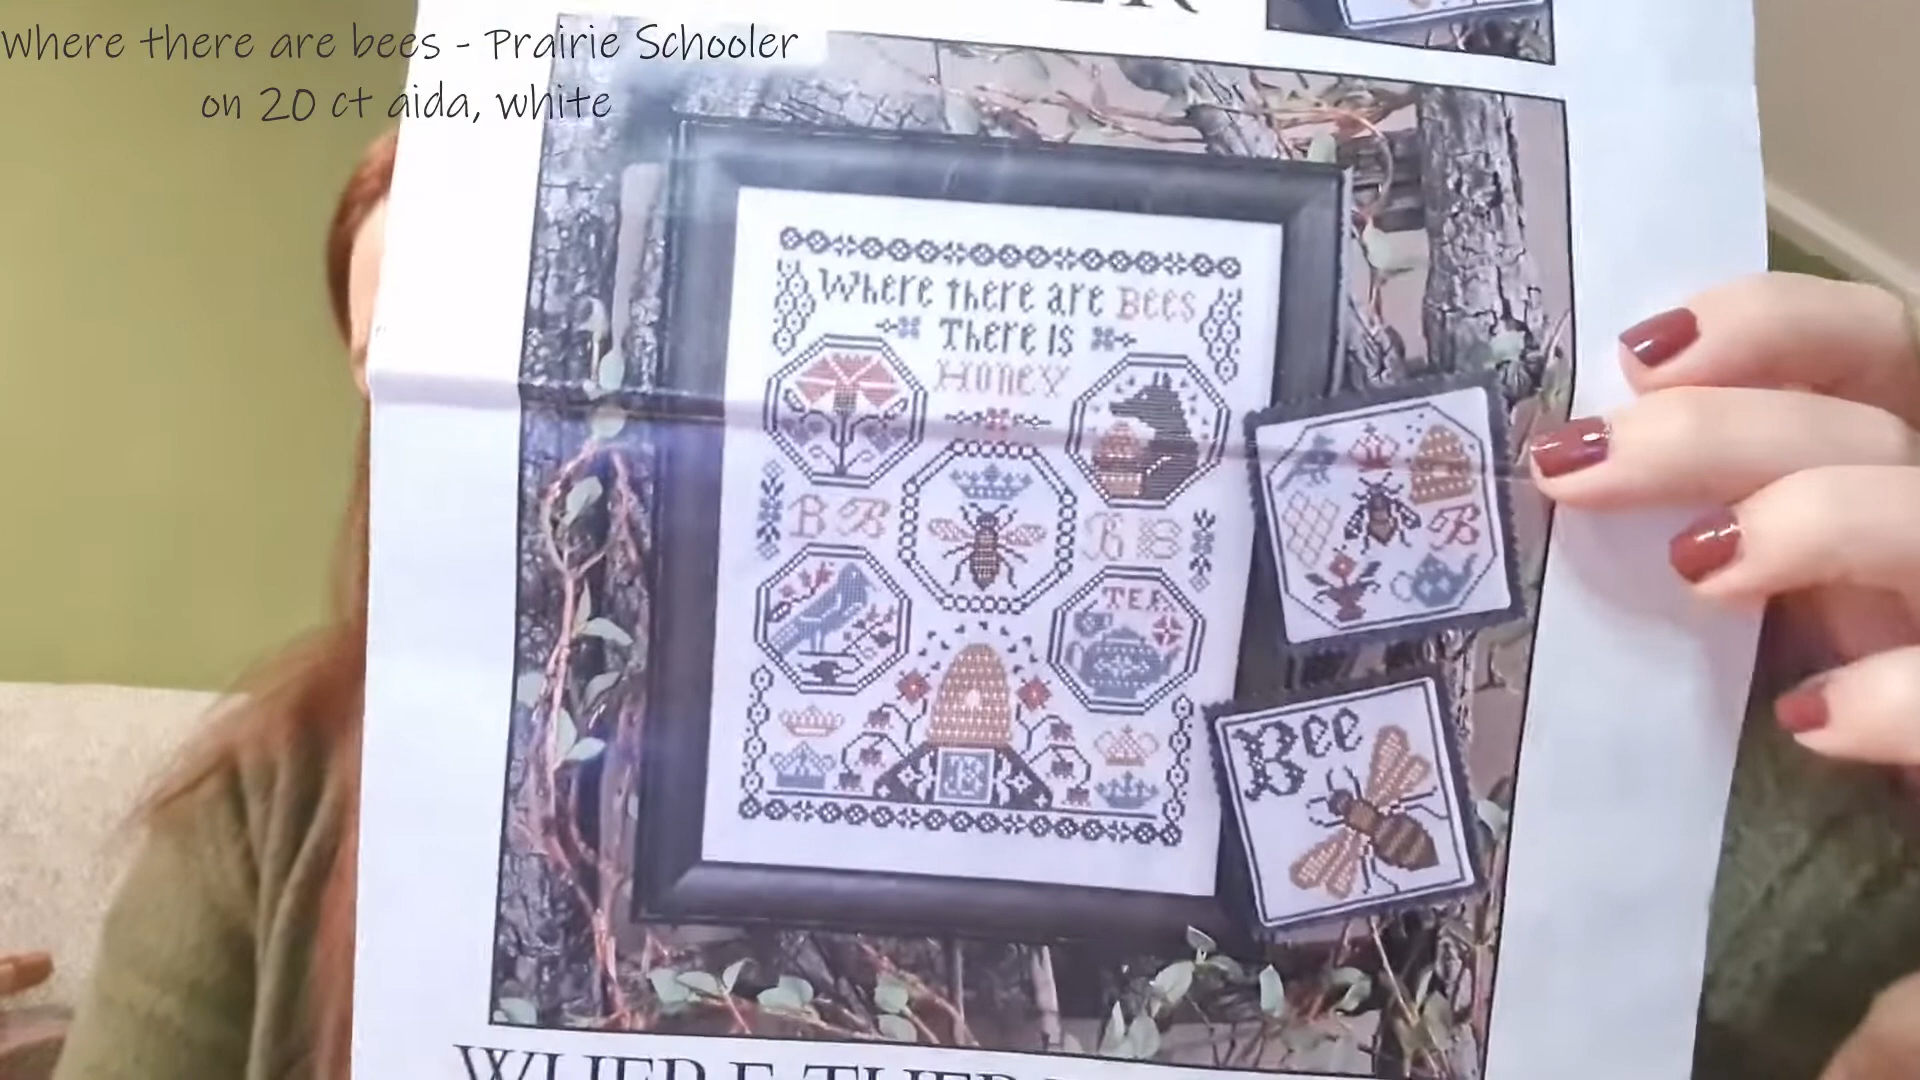 Where there are bees - Prairie Schooler
on 20 ct aida, white
Where there are Bees
There is
Honey
B B
B B
TEA
B
Bee